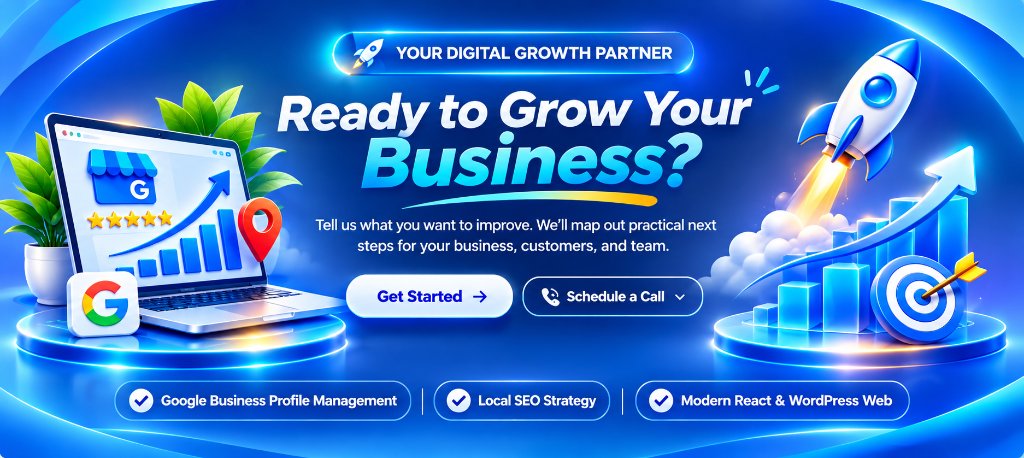 YOUR DIGITAL GROWTH PARTNER
Ready to Grow Your
Business?
Tell us what you want to improve. We'll map out practical next
steps for your business, customers, and team.
Get Started
Schedule a Call
G
G
Google Business Profile Management
Local SEO Strategy
Modern React & WordPress Web